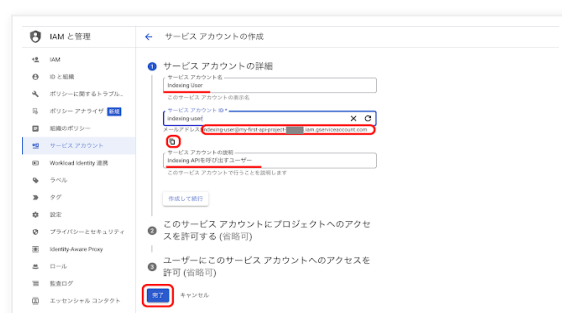 IAM と管理
サービス アカウントの作成
IAM
ID と組織
ポリシーに関するトラブル...
ポリシー アナライザ 新規
組織のポリシー
サービス アカウント
Workload Identity 連携
ラベル
タグ
設定
プライバシーとセキュリティ
Identity-Aware Proxy
ロール
監査ログ
エッセンシャル コンタクト
1 サービス アカウントの詳細
サービス アカウント名
Indexing User
このサービス アカウントの表示名
サービス アカウント ID *
indexing-user
メールアドレス: indexing-user@my-first-api-project- .iam.gserviceaccount.com
サービス アカウントの説明
Indexing APIを呼び出すユーザー
このサービス アカウントで行うことを説明します
作成して続行
2 このサービス アカウントにプロジェクトへのアクセ
スを許可する (省略可)
3 ユーザーにこのサービス アカウントへのアクセスを
許可 (省略可)
完了 キャンセル